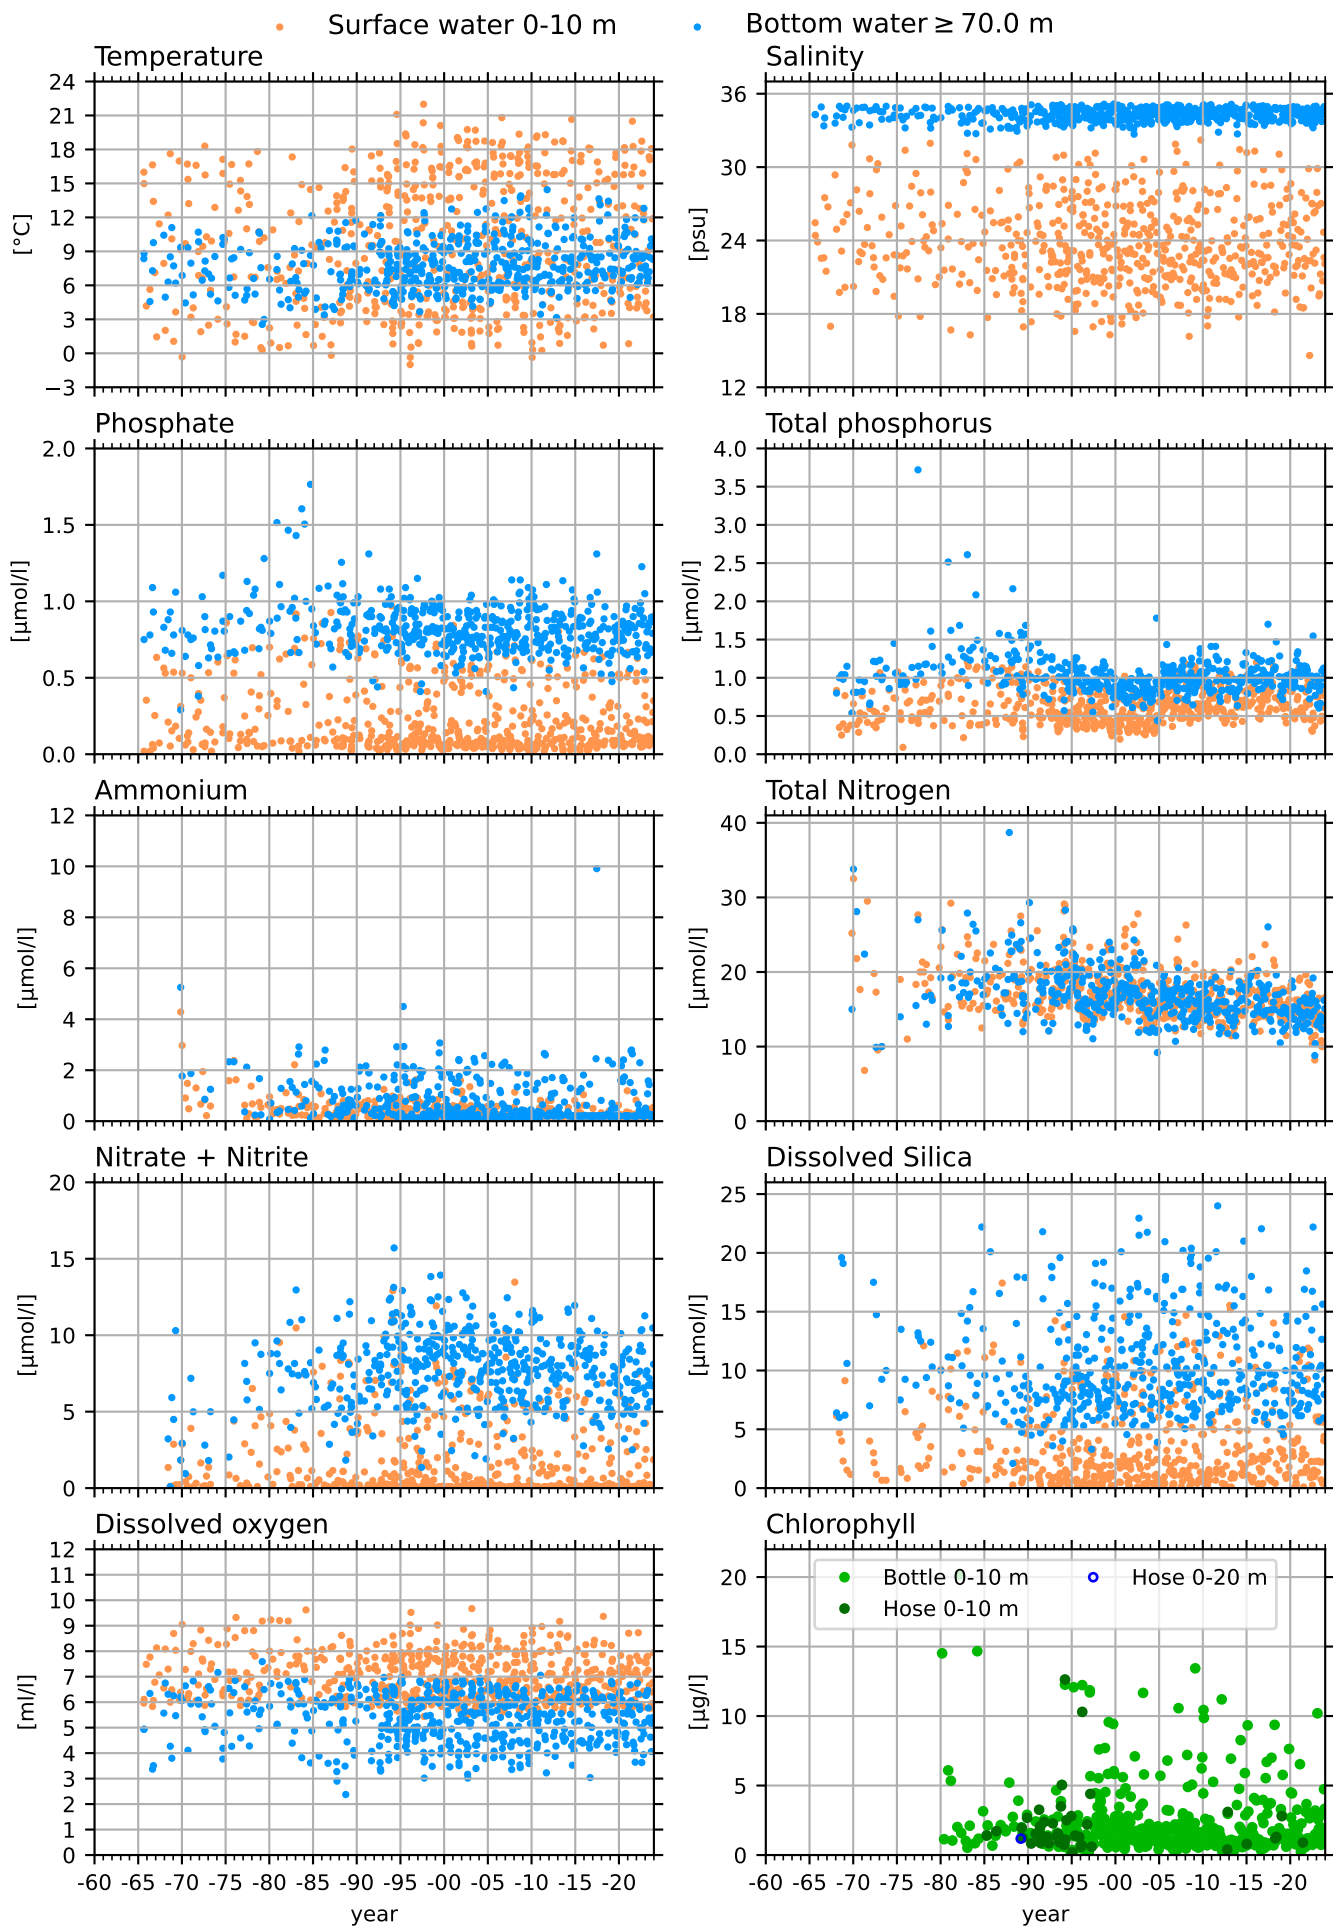 Surface water 0-10 m Bottom water ≥ 70.0 m
Temperature
24
21
18
15
12
9
6
3
0
−3
[°C]
Salinity
36
30
24
18
12
[psu]
Phosphate
2.0
1.5
1.0
0.5
0.0
[µmol/l]
Total phosphorus
4.0
3.5
3.0
2.5
2.0
1.5
1.0
0.5
0.0
[µmol/l]
Ammonium
12
10
8
6
4
2
0
[µmol/l]
Total Nitrogen
40
30
20
10
0
[µmol/l]
Nitrate + Nitrite
20
15
10
5
0
[µmol/l]
Dissolved Silica
25
20
15
10
5
0
[µmol/l]
Dissolved oxygen
12
11
10
9
8
7
6
5
4
3
2
1
0
[ml/l]
-60 -65 -70 -75 -80 -85 -90 -95 -00 -05 -10 -15 -20
year
Chlorophyll
Bottle 0-10 m Hose 0-20 m
Hose 0-10 m
20
15
10
5
0
[µg/l]
-60 -65 -70 -75 -80 -85 -90 -95 -00 -05 -10 -15 -20
year